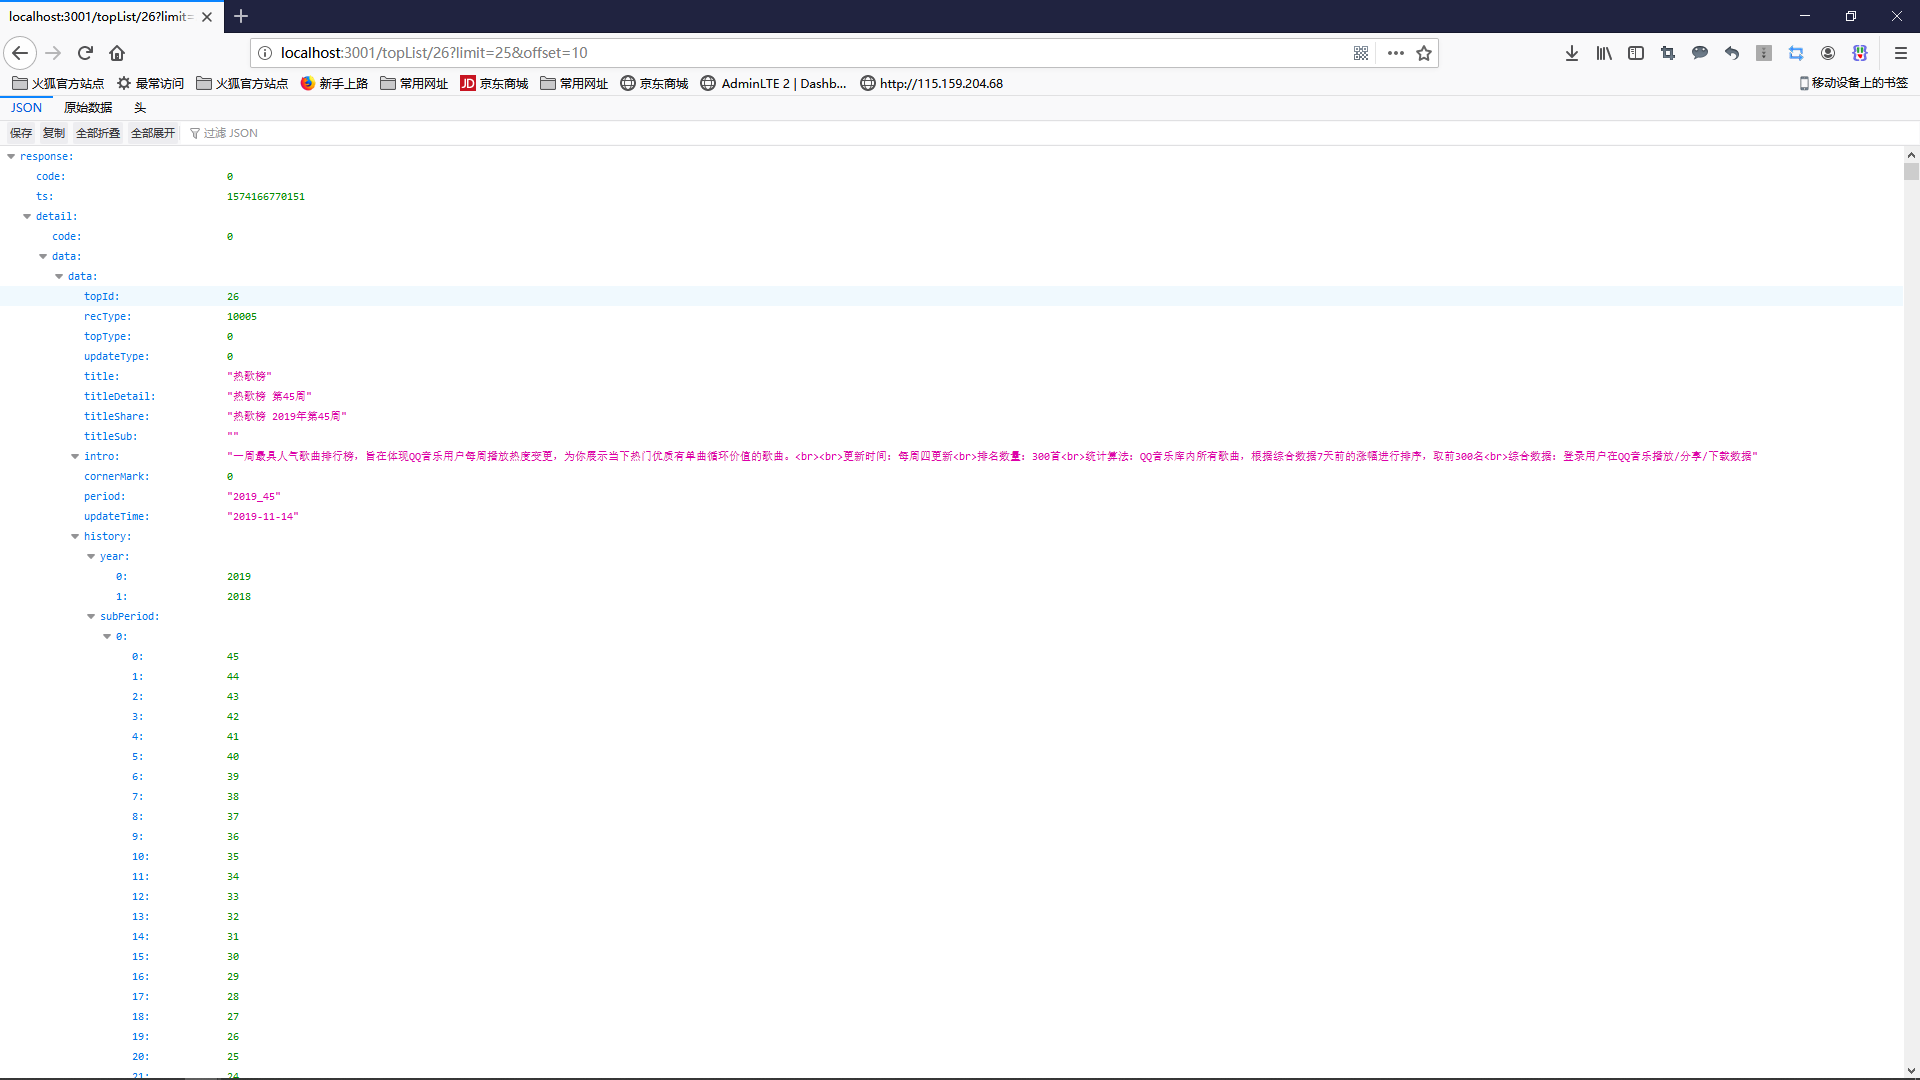 localhost:3001/topList/26?limit=
localhost:3001/topList/26?limit=25&offset=10
火狐官方站点 最常访问 火狐官方站点 新手上路 常用网址 JD 京东商城 常用网址 京东商城 AdminLTE 2 | Dashb... http://115.159.204.68 移动设备上的书签
JSON 原始数据 头
保存 复制 全部折叠 全部展开 过滤 JSON
response:
code: 0
ts: 1574166770151
detail:
code: 0
data:
data:
topId: 26
recType: 10005
topType: 0
updateType: 0
title: "热歌榜"
titleDetail: "热歌榜 第45周"
titleShare: "热歌榜 2019年第45周"
titleSub: ""
intro: "一周最具人气歌曲排行榜，旨在体现QQ音乐用户每周播放热度变更，为你展示当下热门优质有单曲循环价值的歌曲。<br><br>更新时间：每周四更新<br>排名数量：300首<br>统计算法：QQ音乐库内所有歌曲，根据综合数据7天前的涨幅进行排序，取前300名<br>综合数据：登录用户在QQ音乐播放/分享/下载数据"
cornerMark: 0
period: "2019_45"
updateTime: "2019-11-14"
history:
year:
0: 2019
1: 2018
subPeriod:
0:
0: 45
1: 44
2: 43
3: 42
4: 41
5: 40
6: 39
7: 38
8: 37
9: 36
10: 35
11: 34
12: 33
13: 32
14: 31
15: 30
16: 29
17: 28
18: 27
19: 26
20: 25
21: 24